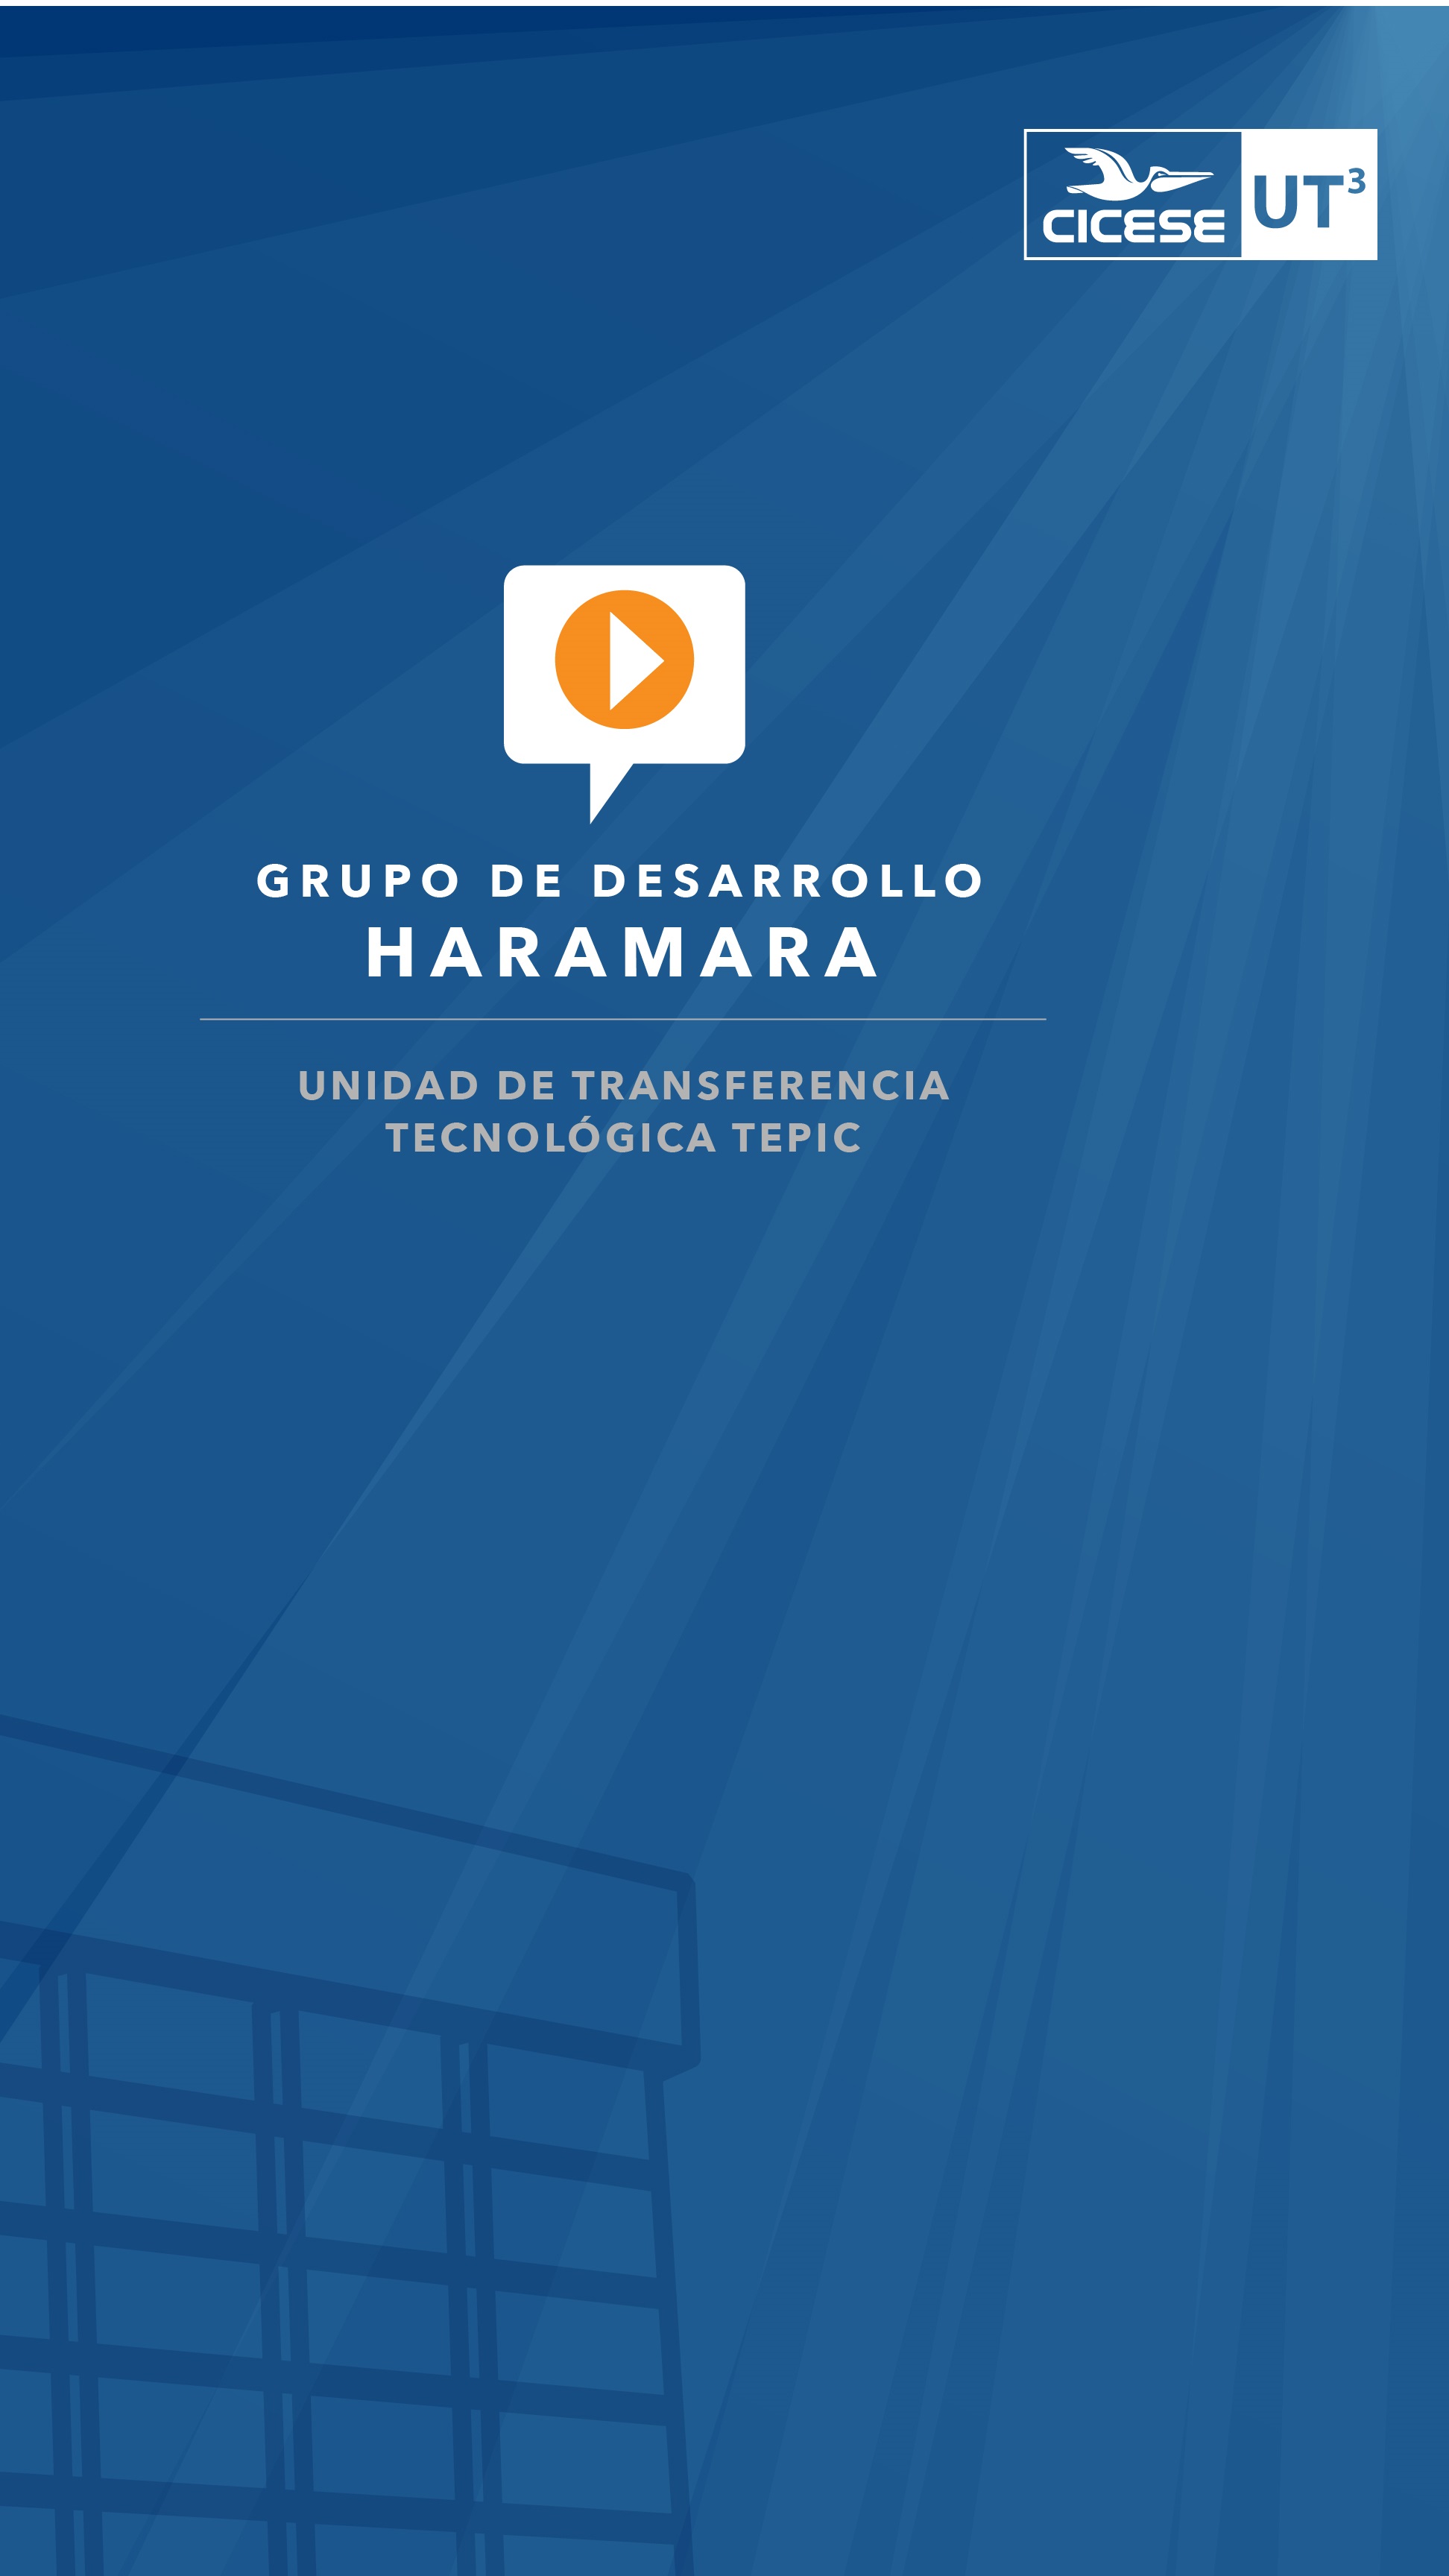 CICESE UT³
GRUPO DE DESARROLLO
HARAMARA
UNIDAD DE TRANSFERENCIA
TECNOLÓGICA TEPIC